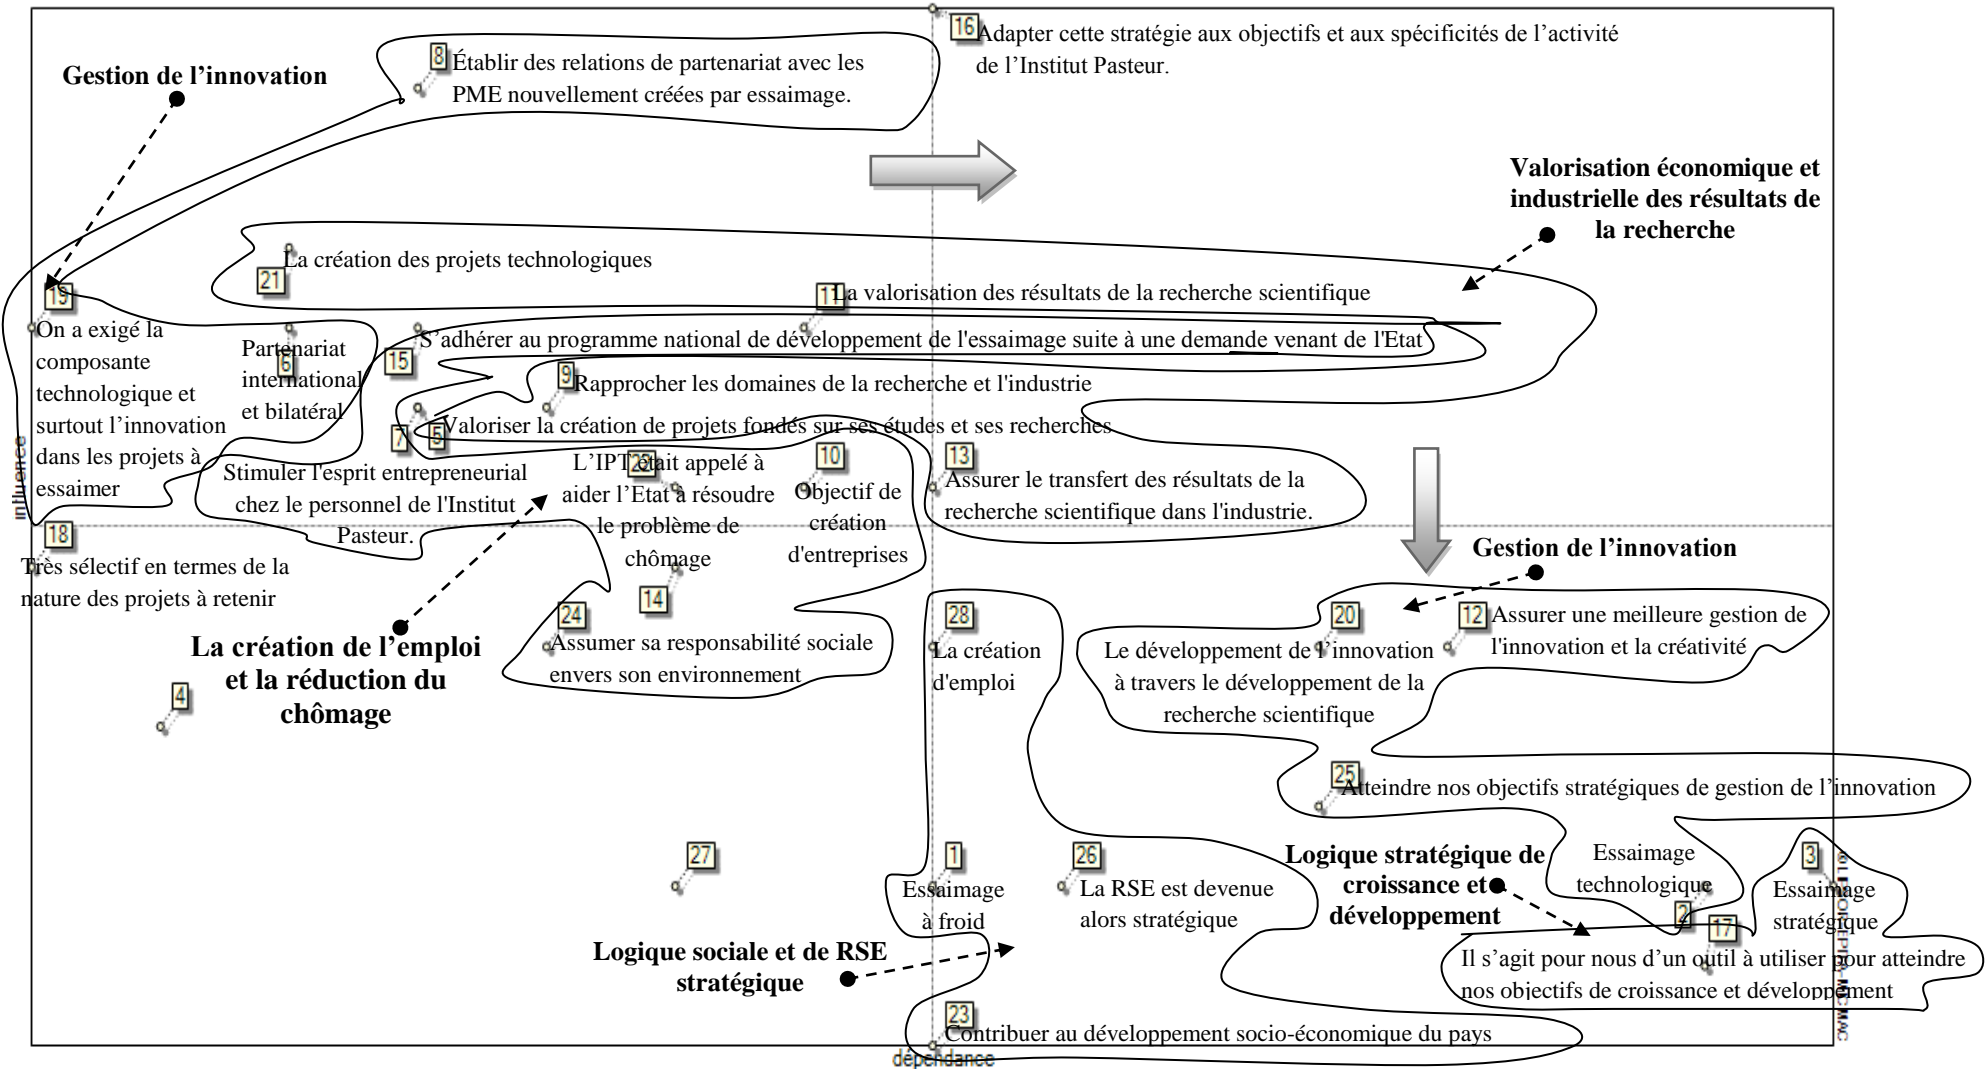 16
Adapter cette stratégie aux objectifs et aux spécificités de l'activité
de l'Institut Pasteur.
8
Établir des relations de partenariat avec les
PME nouvellement créées par essaimage.
Gestion de l'innovation
Valorisation économique et
industrielle des résultats de
la recherche
21
La création des projets technologiques
19
On a exigé la
composante
technologique et
surtout l'innovation
dans les projets à
essaimer
11
La valorisation des résultats de la recherche scientifique
6
Partenariat
international
et bilatéral
15
S'adhérer au programme national de développement de l'essaimage suite à une demande venant de l'Etat
9
Rapprocher les domaines de la recherche et l'industrie
7
5
Valoriser la création de projets fondés sur ses études et ses recherches
Stimuler l'esprit entrepreneurial
chez le personnel de l'Institut
Pasteur.
L'IPT était appelé à
aider l'Etat à résoudre
le problème de
chômage
10
Objectif de
création
d'entreprises
13
Assurer le transfert des résultats de la
recherche scientifique dans l'industrie.
influence
18
Très sélectif en termes de la
nature des projets à retenir
14
24
Assumer sa responsabilité sociale
envers son environnement
La création de l'emploi
et la réduction du
chômage
28
La création
d'emploi
Gestion de l'innovation
20
Le développement de l'innovation
à travers le développement de la
recherche scientifique
12
Assurer une meilleure gestion de
l'innovation et la créativité
4
25
Atteindre nos objectifs stratégiques de gestion de l'innovation
27
1
Essaimage
à froid
26
La RSE est devenue
alors stratégique
Logique stratégique de
croissance et
développement
Essaimage
technologique
2
3
Essaimage
stratégique
17
Il s'agit pour nous d'un outil à utiliser pour atteindre
nos objectifs de croissance et développement
Logique sociale et de RSE
stratégique
23
Contribuer au développement socio-économique du pays
dépendance